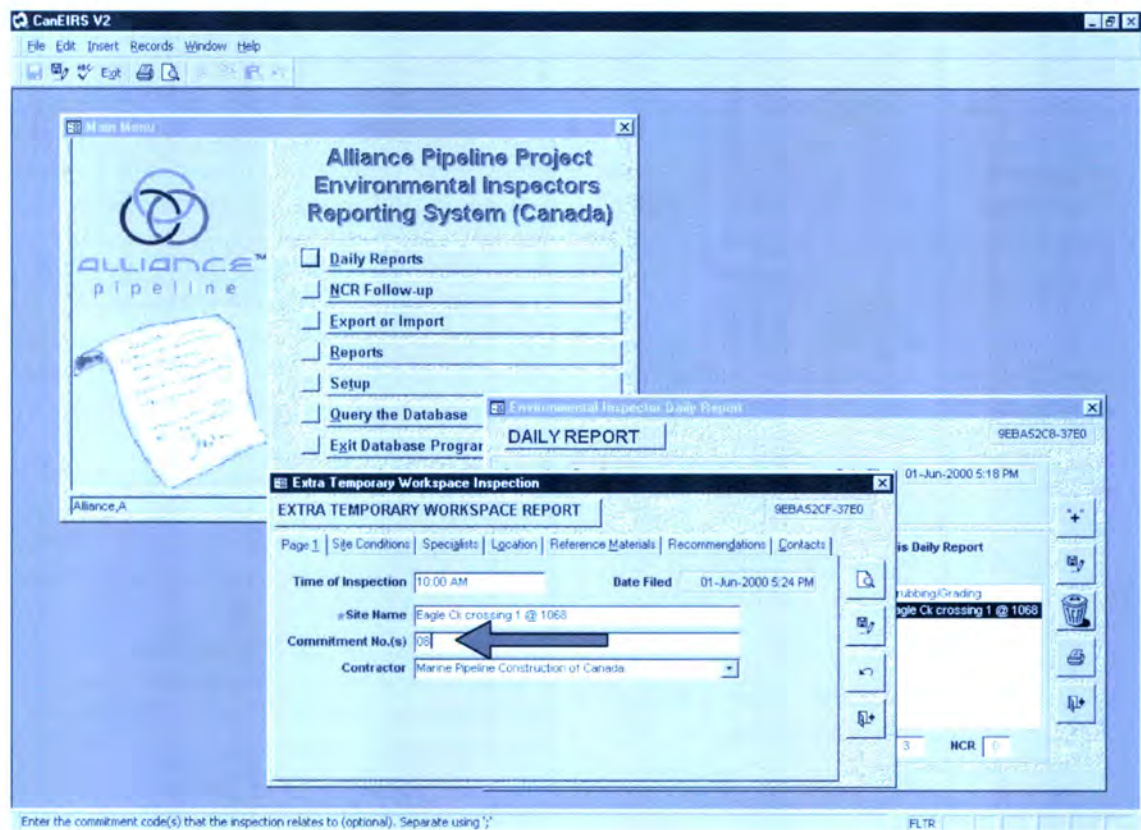 CanEIRS V2
File Edit Insert Records Window Help
ABC Exit
Main Menu
Alliance Pipeline Project
Environmental Inspectors
Reporting System (Canada)
ALLIANCE™
pipeline
Daily Reports
NCR Follow-up
Export or Import
Reports
Setup
Query the Database
Exit Database Progra
Alliance,A
Environmental Inspector Daily Report
DAILY REPORT
9EBA52C8-37E0
01-Jun-2000 5:18 PM
"+"
is Daily Report
rubbing/Grading
agle Ck crossing 1 @ 1068
3 NCR 0
Extra Temporary Workspace Inspection
EXTRA TEMPORARY WORKSPACE REPORT
9EBA52CF-37E0
Page 1 Site Conditions Specialists Location Reference Materials Recommendations Contacts
Time of Inspection 10:00 AM Date Filed 01-Jun-2000 5:24 PM
*Site Name Eagle Ck crossing 1 @ 1068
Commitment No.(s) 08
Contractor Marine Pipeline Construction of Canada
Enter the commitment code(s) that the inspection relates to (optional). Separate using ';'
FLTR